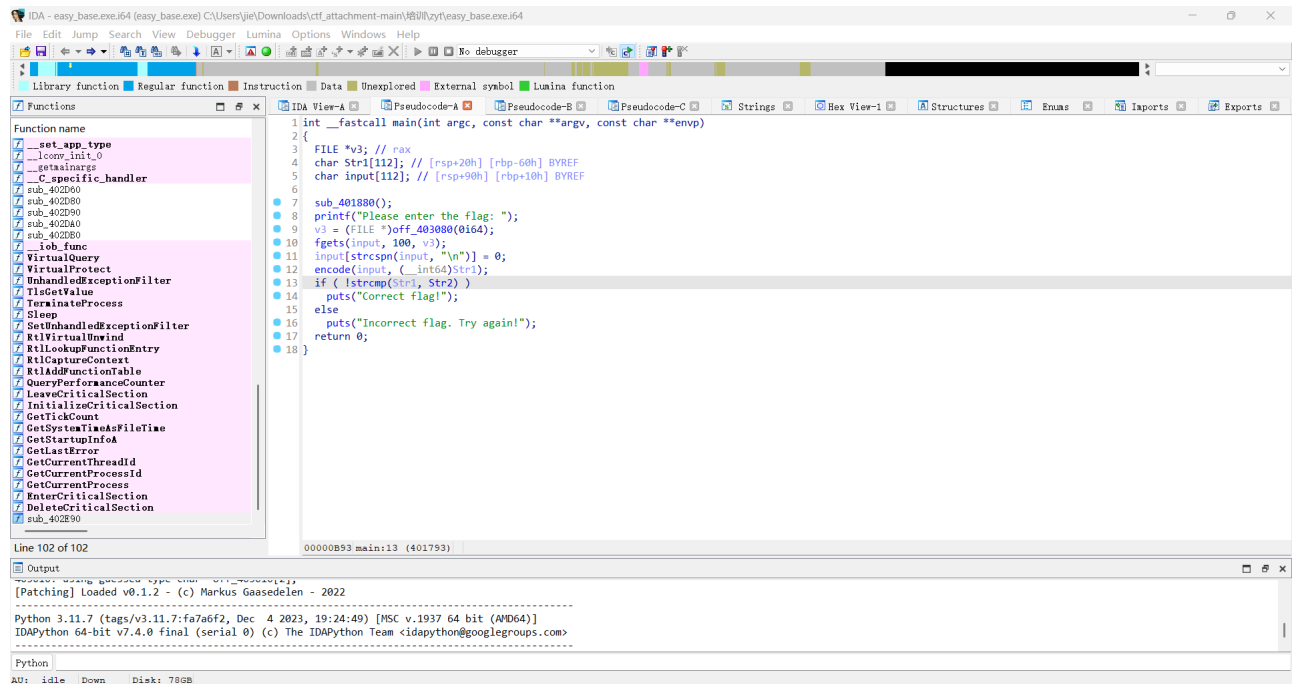 IDA - easy_base.exe.i64 (easy_base.exe) C:\Users\jie\Downloads\ctf_attachment-main\培训\zyt\easy_base.exe.i64
File Edit Jump Search View Debugger Lumina Options Windows Help
No debugger
Library function Regular function Instruction Data Unexplored External symbol Lumina function
Functions
IDA View-A Pseudocode-A Pseudocode-B Pseudocode-C Strings Hex View-1 Structures Enums Imports Exports
Function name
__set_app_type
__lconv_init_0
__getmainargs
__C_specific_handler
sub_402D60
sub_402D80
sub_402D90
sub_402DA0
sub_402DB0
__iob_func
VirtualQuery
VirtualProtect
UnhandledExceptionFilter
TlsGetValue
TerminateProcess
Sleep
SetUnhandledExceptionFilter
RtlVirtualUnwind
RtlLookupFunctionEntry
RtlCaptureContext
RtlAddFunctionTable
QueryPerformanceCounter
LeaveCriticalSection
InitializeCriticalSection
GetTickCount
GetSystemTimeAsFileTime
GetStartupInfoA
GetLastError
GetCurrentThreadId
GetCurrentProcessId
GetCurrentProcess
EnterCriticalSection
DeleteCriticalSection
sub_402E90
Line 102 of 102
1 int __fastcall main(int argc, const char **argv, const char **envp)
2 {
3 FILE *v3; // rax
4 char Str1[112]; // [rsp+20h] [rbp-60h] BYREF
5 char input[112]; // [rsp+90h] [rbp+10h] BYREF
6
7 sub_401880();
8 printf("Please enter the flag: ");
9 v3 = (FILE *)off_403080(0i64);
10 fgets(input, 100, v3);
11 input[strcspn(input, "\n")] = 0;
12 encode(input, (__int64)Str1);
13 if ( !strcmp(Str1, Str2) )
14 puts("Correct flag!");
15 else
16 puts("Incorrect flag. Try again!");
17 return 0;
18 }
00000B93 main:13 (401793)
Output
[Patching] Loaded v0.1.2 - (c) Markus Gaasedelen - 2022
Python 3.11.7 (tags/v3.11.7:fa7a6f2, Dec 4 2023, 19:24:49) [MSC v.1937 64 bit (AMD64)]
IDAPython 64-bit v7.4.0 final (serial 0) (c) The IDAPython Team <idapython@googlegroups.com>
Python
AU: idle Down Disk: 78GB